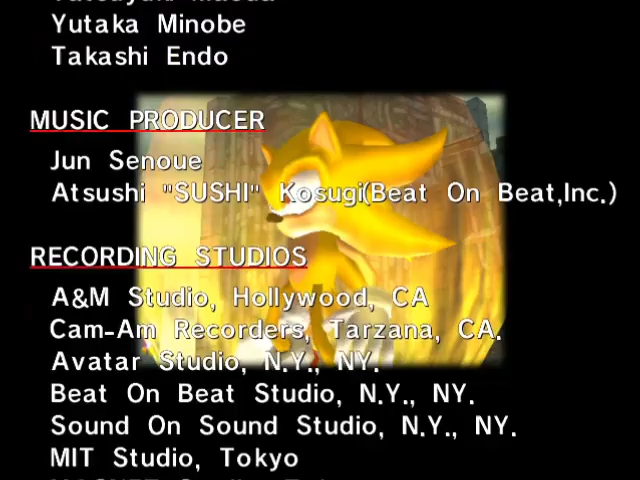 Yutaka Minobe
Takashi Endo
MUSIC PRODUCER
Jun Senoue
Atsushi "SUSHI" Kosugi(Beat On Beat,Inc.)
RECORDING STUDIOS
A&M Studio, Hollywood, CA
Cam-Am Recorders, Tarzana, CA.
Avatar Studio, N.Y., NY.
Beat On Beat Studio, N.Y., NY.
Sound On Sound Studio, N.Y., NY.
MIT Studio, Tokyo